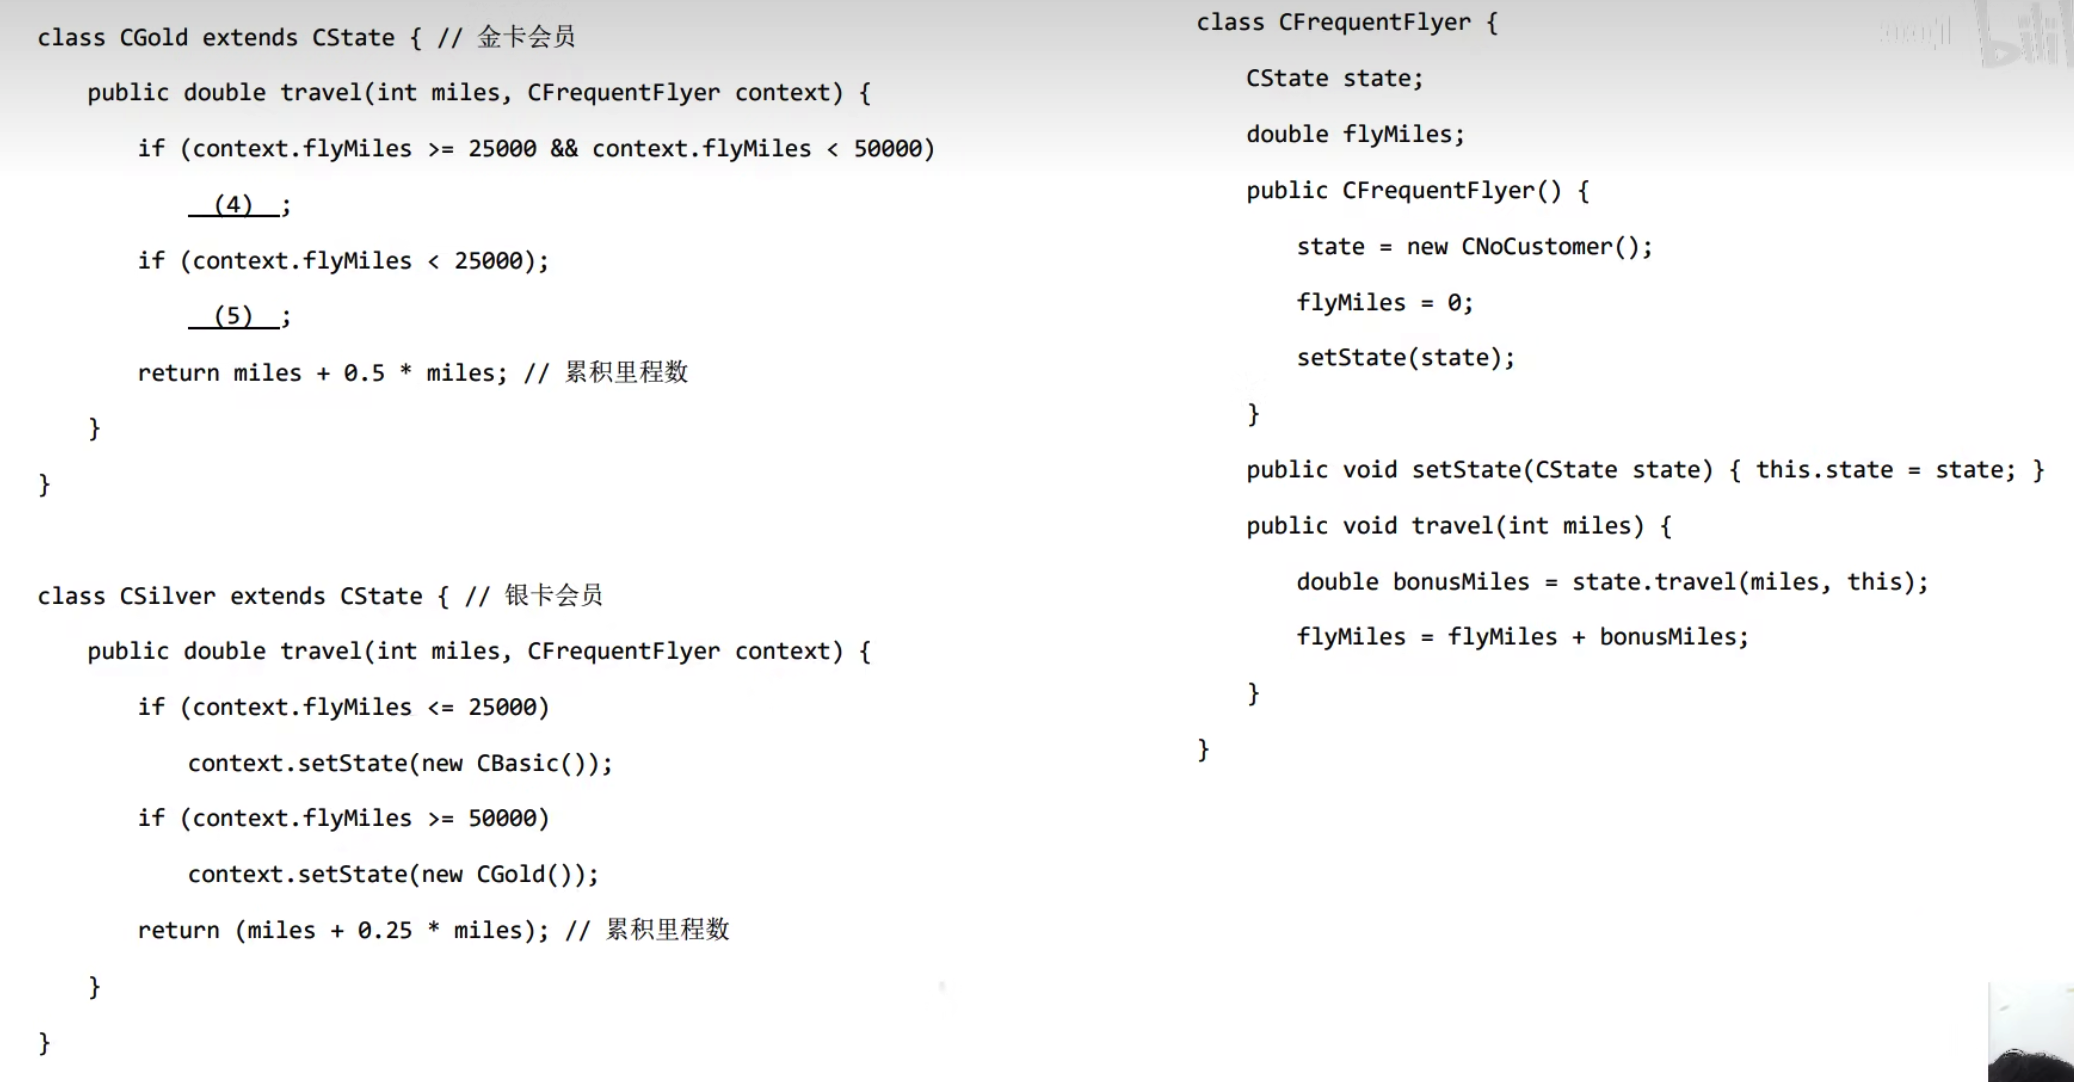 class CGold extends CState { // 金卡会员
public double travel(int miles, CFrequentFlyer context) {
if (context.flyMiles >= 25000 && context.flyMiles < 50000)
(4) ;
if (context.flyMiles < 25000);
(5) ;
return miles + 0.5 * miles; // 累积里程数
}
}
class CSilver extends CState { // 银卡会员
public double travel(int miles, CFrequentFlyer context) {
if (context.flyMiles <= 25000)
context.setState(new CBasic());
if (context.flyMiles >= 50000)
context.setState(new CGold());
return (miles + 0.25 * miles); // 累积里程数
}
}
class CFrequentFlyer {
CState state;
double flyMiles;
public CFrequentFlyer() {
state = new CNoCustomer();
flyMiles = 0;
setState(state);
}
public void setState(CState state) { this.state = state; }
public void travel(int miles) {
double bonusMiles = state.travel(miles, this);
flyMiles = flyMiles + bonusMiles;
}
}